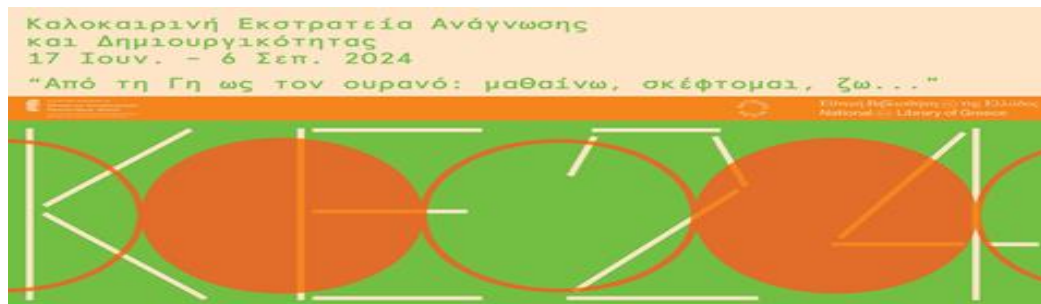 Καλοκαιρινή Εκστρατεία Ανάγνωσης
και Δημιουργικότητας
17 Ιουν. – 6 Σεπ. 2024
“Από τη Γη ως τον ουρανό: μαθαίνω, σκέφτομαι, ζω..."
Εθνική Βιβλιοθήκη της Ελλάδος
National Library of Greece
ΚΕ24